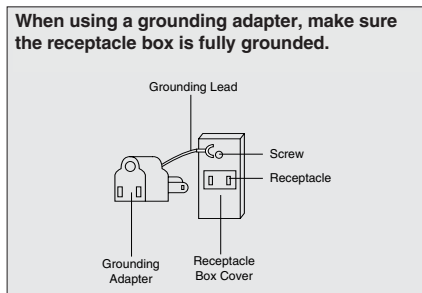 When using a grounding adapter, make sure
the receptacle box is fully grounded.
Grounding Lead
Screw
Receptacle
Grounding
Adapter
Receptacle
Box Cover